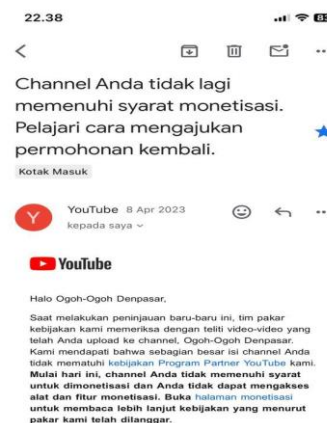 22.38
83
Channel Anda tidak lagi
memenuhi syarat monetisasi.
Pelajari cara mengajukan
permohonan kembali.
Kotak Masuk
Y
YouTube 8 Apr 2023
kepada saya
YouTube
Halo Ogoh-Ogoh Denpasar,
Saat melakukan peninjauan baru-baru ini, tim pakar
kebijakan kami memeriksa dengan teliti video-video yang
telah Anda upload ke channel, Ogoh-Ogoh Denpasar.
Kami mendapati bahwa sebagian besar isi channel Anda
tidak mematuhi kebijakan Program Partner YouTube kami.
Mulai hari ini, channel Anda tidak memenuhi syarat
untuk dimonetisasi dan Anda tidak dapat mengakses
alat dan fitur monetisasi. Buka halaman monetisasi
untuk membaca lebih lanjut kebijakan yang menurut
pakar kami telah dilanggar.